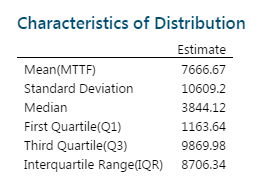 Characteristics of Distribution
Estimate
Mean(MTTF) 7666.67
Standard Deviation 10609.2
Median 3844.12
First Quartile(Q1) 1163.64
Third Quartile(Q3) 9869.98
Interquartile Range(IQR) 8706.34